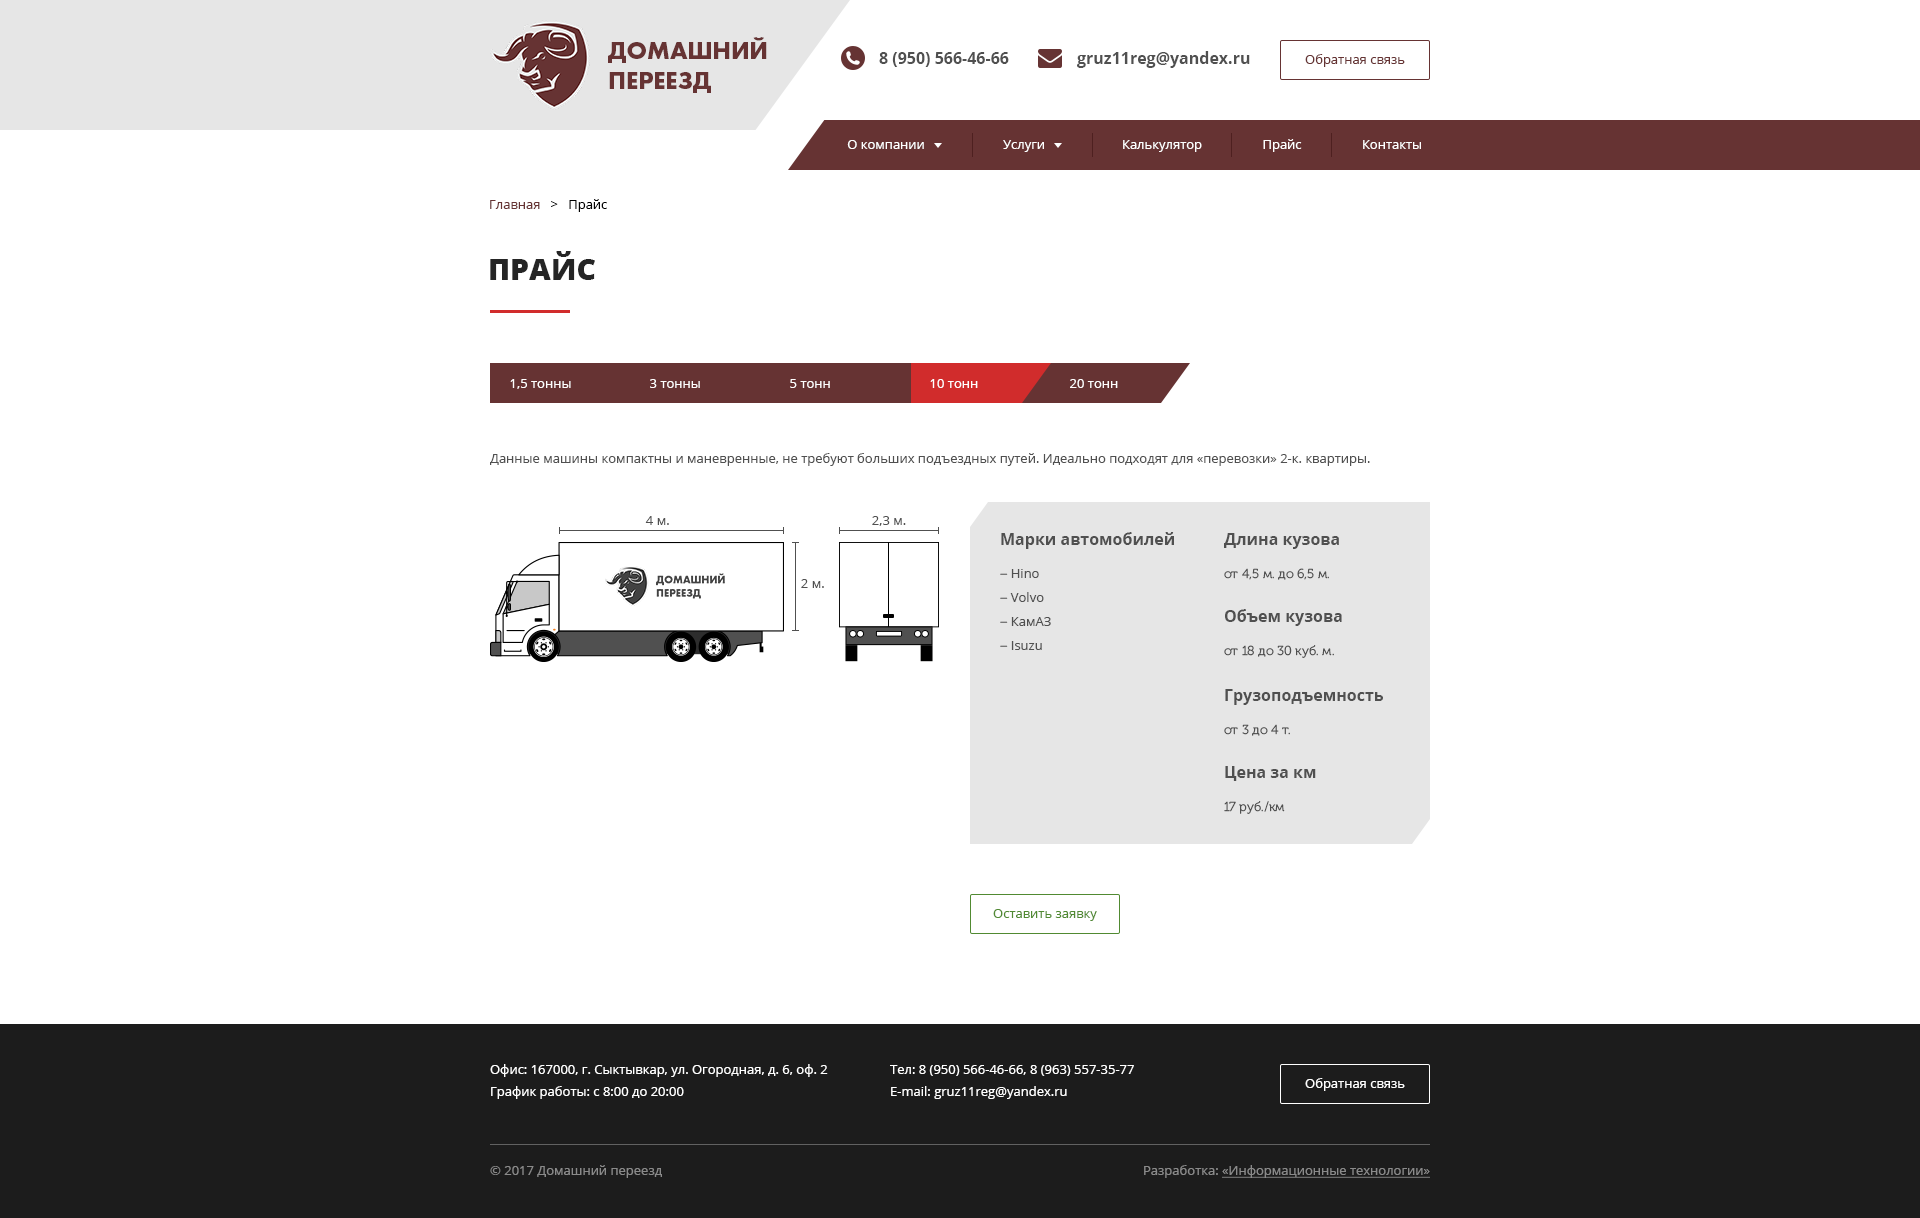 ДОМАШНИЙ
ПЕРЕЕЗД
8 (950) 566-46-66
gruz11reg@yandex.ru
Обратная связь
О компании
Услуги
Калькулятор
Прайс
Контакты
Главная > Прайс
ПРАЙС
1,5 тонны
3 тонны
5 тонн
10 тонн
20 тонн
Данные машины компактны и маневренные, не требуют больших подъездных путей. Идеально подходят для «перевозки» 2-к. квартиры.
4 м.
2,3 м.
ДОМАШНИЙ
ПЕРЕЕЗД
2 м.
Марки автомобилей
– Hino
– Volvo
– КамАЗ
– Isuzu
Длина кузова
от 4,5 м. до 6,5 м.
Объем кузова
от 18 до 30 куб. м.
Грузоподъемность
от 3 до 4 т.
Цена за км
17 руб./км
Оставить заявку
Офис: 167000, г. Сыктывкар, ул. Огородная, д. 6, оф. 2
График работы: с 8:00 до 20:00
Тел: 8 (950) 566-46-66, 8 (963) 557-35-77
E-mail: gruz11reg@yandex.ru
Обратная связь
© 2017 Домашний переезд
Разработка: «Информационные технологии»